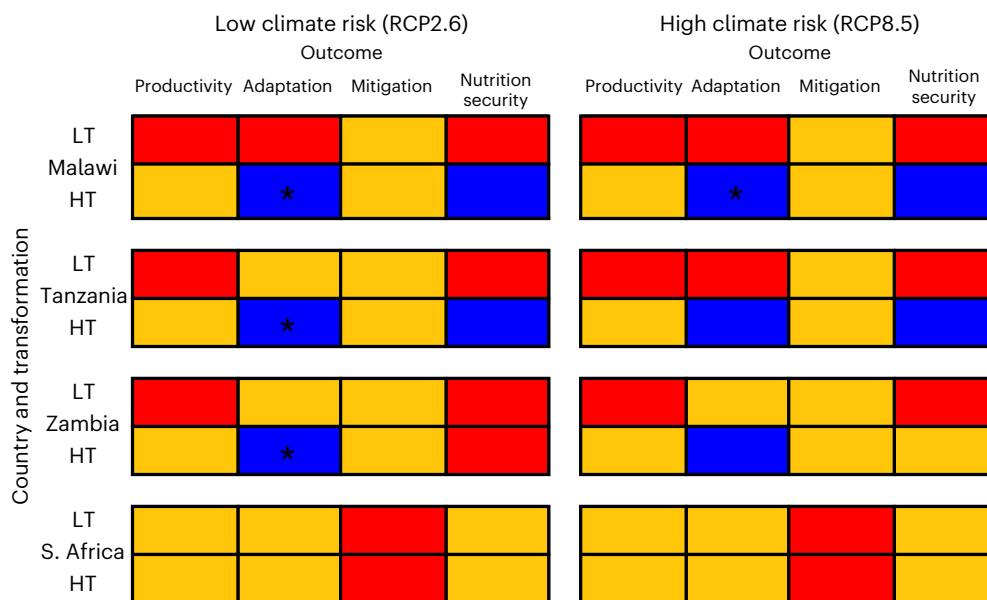 Low climate risk (RCP2.6)
High climate risk (RCP8.5)
Outcome
Outcome
Productivity Adaptation Mitigation Nutrition security
Productivity Adaptation Mitigation Nutrition security
Country and transformation
LT
Malawi
HT
*
*
LT
Tanzania
HT
*
LT
Zambia
HT
*
LT
S. Africa
HT